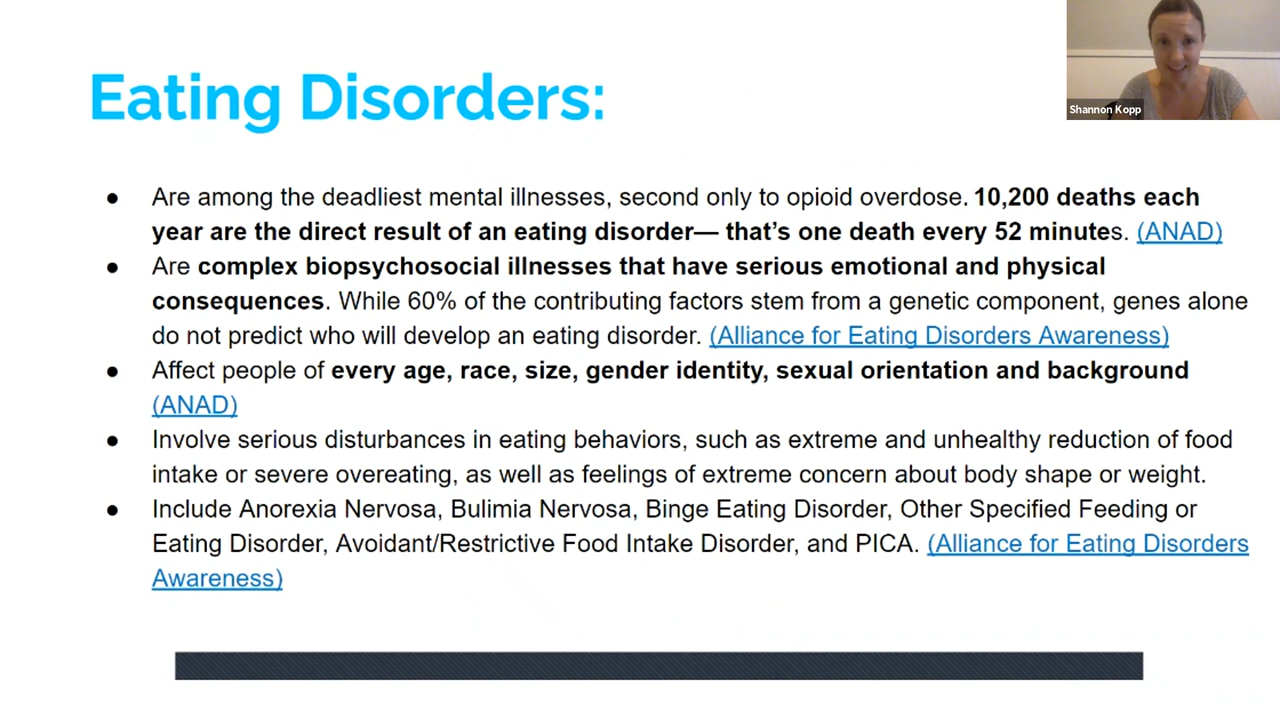 Eating Disorders:
Shannon Kopp
● Are among the deadliest mental illnesses, second only to opioid overdose. 10,200 deaths each
year are the direct result of an eating disorder— that’s one death every 52 minutes. (ANAD)
● Are complex biopsychosocial illnesses that have serious emotional and physical
consequences. While 60% of the contributing factors stem from a genetic component, genes alone
do not predict who will develop an eating disorder. (Alliance for Eating Disorders Awareness)
● Affect people of every age, race, size, gender identity, sexual orientation and background
(ANAD)
● Involve serious disturbances in eating behaviors, such as extreme and unhealthy reduction of food
intake or severe overeating, as well as feelings of extreme concern about body shape or weight.
● Include Anorexia Nervosa, Bulimia Nervosa, Binge Eating Disorder, Other Specified Feeding or
Eating Disorder, Avoidant/Restrictive Food Intake Disorder, and PICA. (Alliance for Eating Disorders
Awareness)